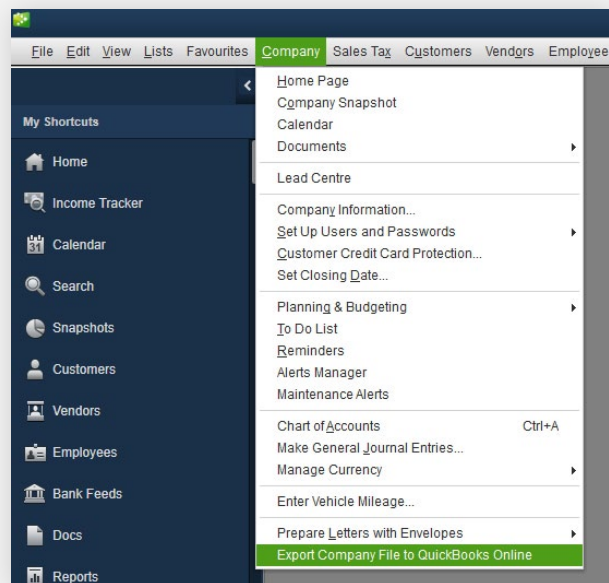 File Edit View Lists Favourites Company Sales Tax Customers Vendors Employee
My Shortcuts
Home
Income Tracker
31 Calendar
Search
Snapshots
Customers
Vendors
Employees
Bank Feeds
Docs
Reports
Home Page
Company Snapshot
Calendar
Documents
Lead Centre
Company Information...
Set Up Users and Passwords
Customer Credit Card Protection...
Set Closing Date...
Planning & Budgeting
To Do List
Reminders
Alerts Manager
Maintenance Alerts
Chart of Accounts Ctrl+A
Make General Journal Entries...
Manage Currency
Enter Vehicle Mileage...
Prepare Letters with Envelopes
Export Company File to QuickBooks Online